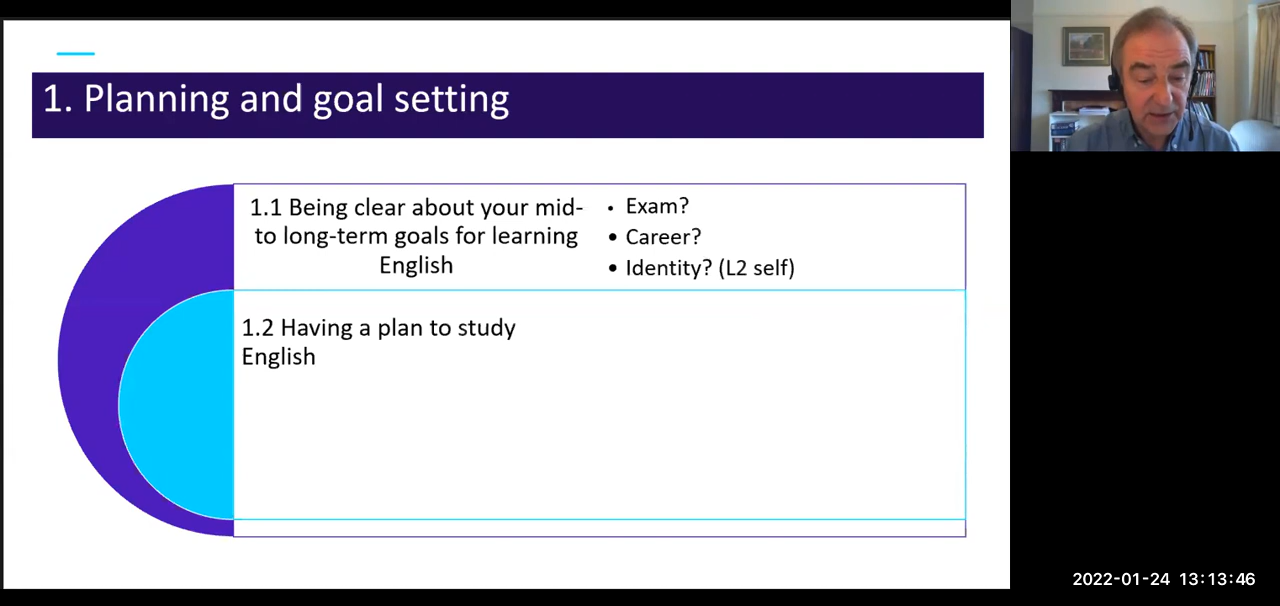 1. Planning and goal setting
1.1 Being clear about your mid-
to long-term goals for learning
English
• Exam?
• Career?
• Identity? (L2 self)
1.2 Having a plan to study
English
2022-01-24 13:13:46